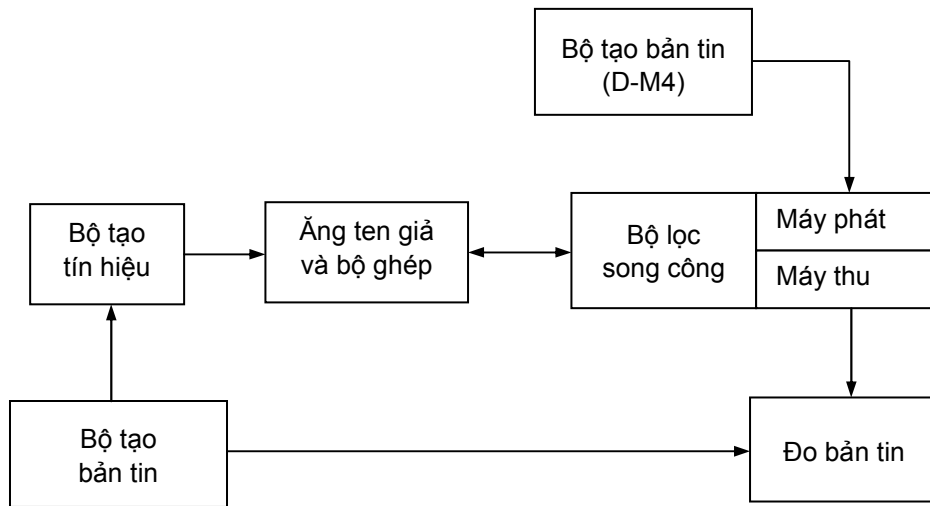 Bộ tạo bản tin
(D-M4)
Bộ tạo
tín hiệu
Ăng ten giả
và bộ ghép
Bộ lọc
song công
Máy phát
Máy thu
Bộ tạo
bản tin
Đo bản tin